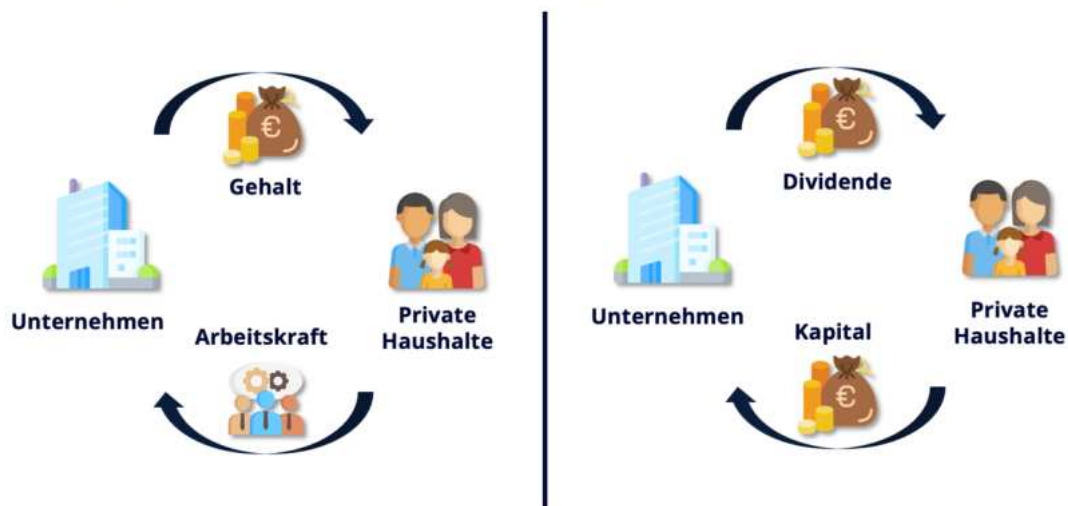 Gehalt
Unternehmen
Arbeitskraft
Private
Haushalte
Dividende
Unternehmen
Kapital
Private
Haushalte